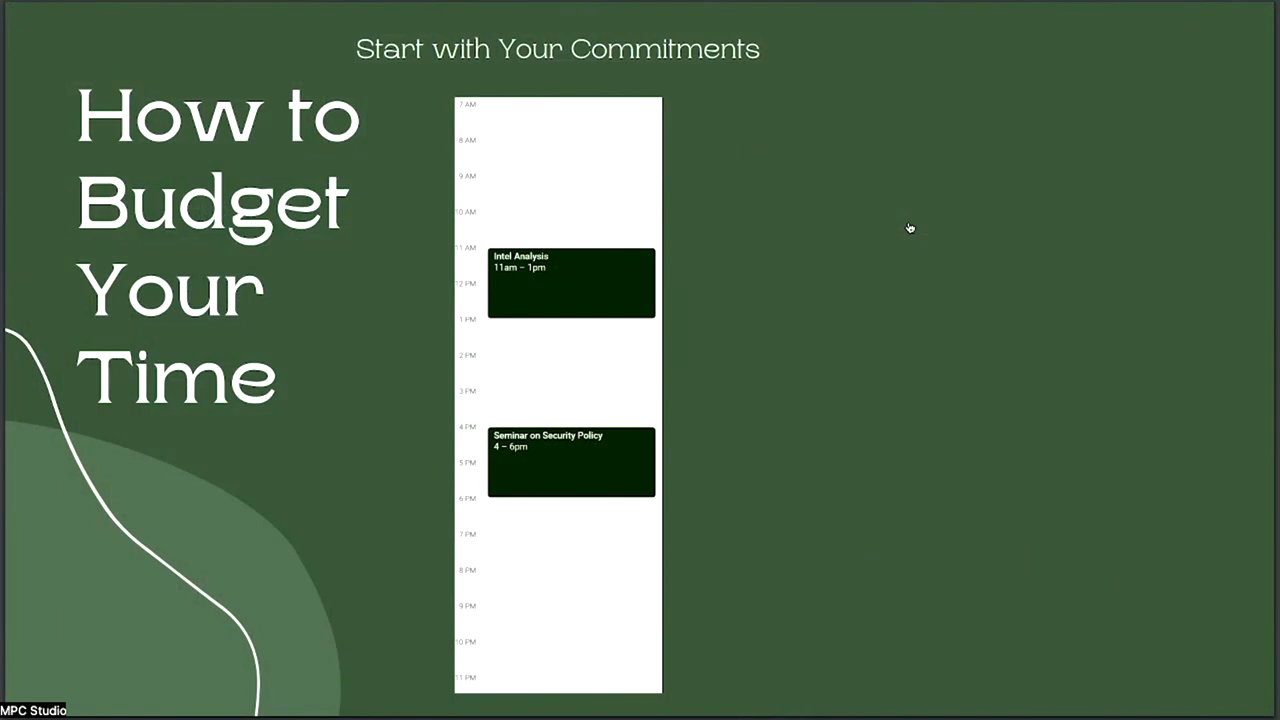 Start with Your Commitments
How to
Budget
Your
Time
7 AM
8 AM
9 AM
10 AM
11 AM
Intel Analysis
11am – 1pm
12 PM
1 PM
2 PM
3 PM
4 PM
Seminar on Security Policy
4 – 6pm
5 PM
6 PM
7 PM
8 PM
9 PM
10 PM
11 PM
MPC Studio